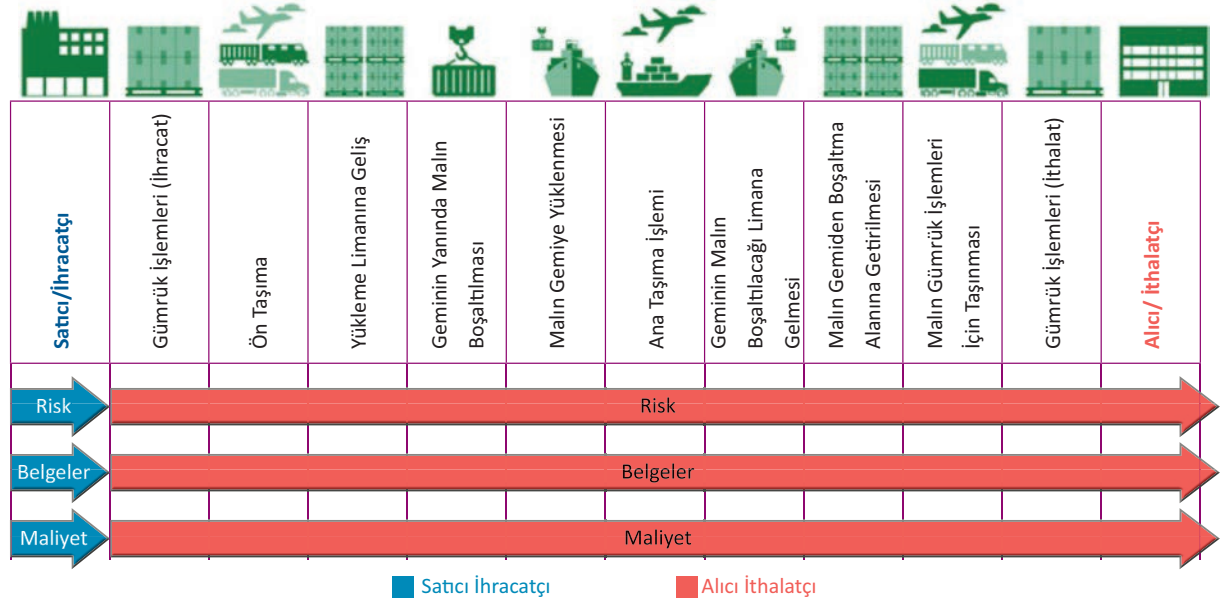 Satıcı/İhracatçı
Gümrük İşlemleri (İhracat)
Ön Taşıma
Yükleme Limanına Geliş
Geminin Yanında Malın
Boşaltılması
Malın Gemiye Yüklenmesi
Ana Taşıma İşlemi
Geminin Malın
Boşaltılacağı Limana
Gelmesi
Malın Gemiden Boşaltma
Alanına Getirilmesi
Malın Gümrük İşlemleri
İçin Taşınması
Gümrük İşlemleri (İthalat)
Alıcı/ İthalatçı
Risk
Risk
Belgeler
Belgeler
Maliyet
Maliyet
Satıcı İhracatçı
Alıcı İthalatçı